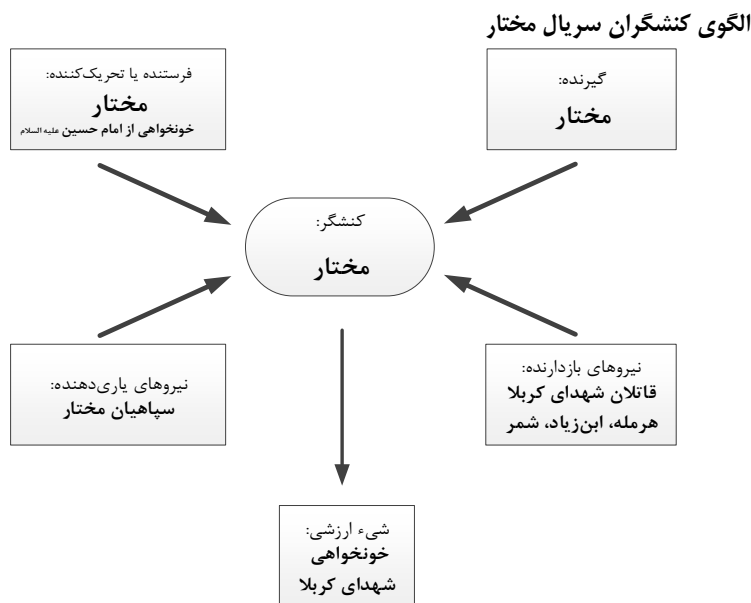 الگوی کنشگران سریال مختار
گیرنده:
مختار
فرستنده یا تحریک‌کننده:
مختار
خونخواهی از امام حسین علیه السلام
کنشگر:
مختار
نیروهای بازدارنده:
قاتلان شهدای کربلا
هرمله، ابن‌زیاد، شمر
نیروهای یاری‌دهنده:
سپاهیان مختار
شیء ارزشی:
خونخواهی
شهدای کربلا